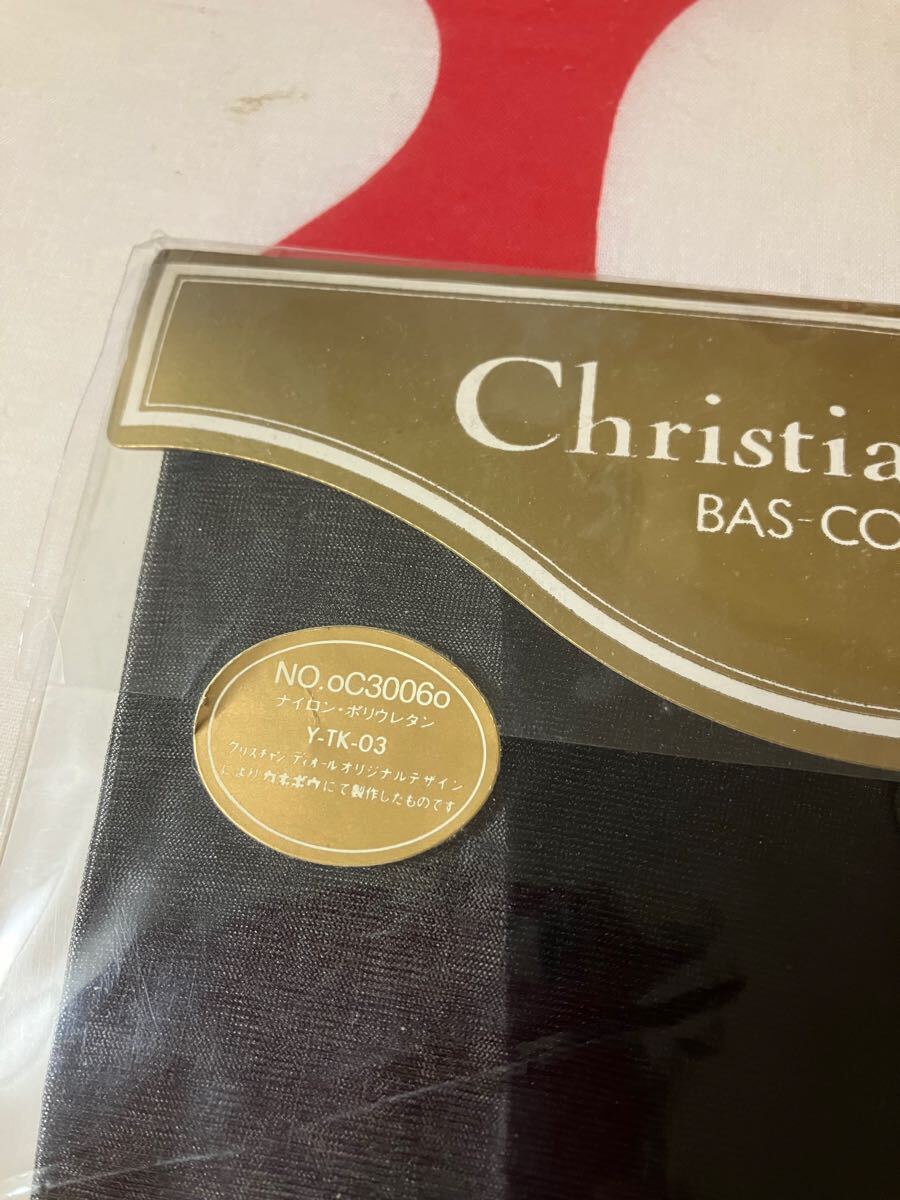 Christia
BAS-CO
NO.oC3006o
ナイロン・ポリウレタン
Y-TK-03
クリスチャン ディオールオリジナルデザイン
によりカネボウにて製作したものです